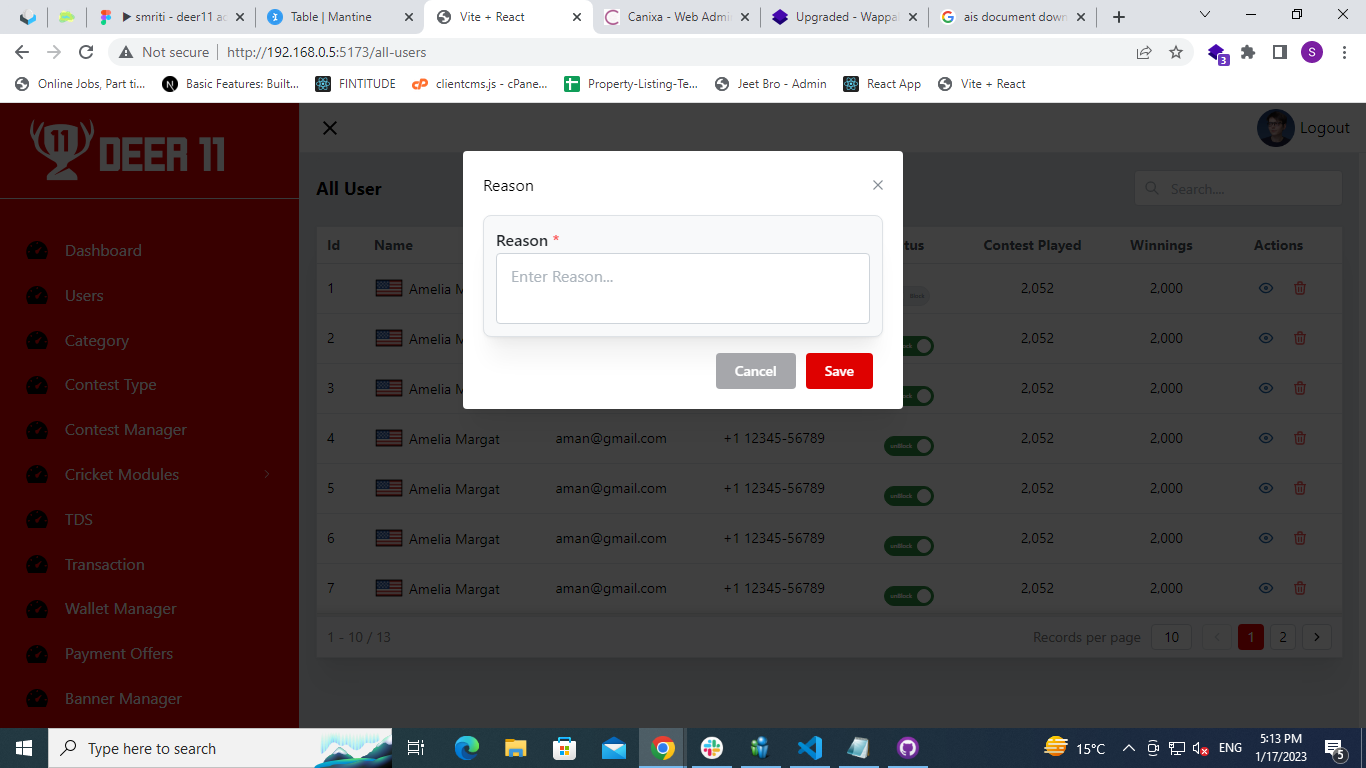 smriti - deer11 ac
Table | Mantine
Vite + React
Canixa - Web Admi
Upgraded - Wappal
ais document down
Not secure | http://192.168.0.5:5173/all-users
S
3
Online Jobs, Part ti...
Basic Features: Built...
FINTITUDE
clientcms.js - cPane...
Property-Listing-Te...
Jeet Bro - Admin
React App
Vite + React
11 DEER 11
Logout
All User
Search....
Reason
Reason *
Enter Reason...
Cancel
Save
Dashboard
Users
Category
Contest Type
Contest Manager
Cricket Modules
TDS
Transaction
Wallet Manager
Payment Offers
Banner Manager
Id Name tus Contest Played Winnings Actions
1 Amelia M Block 2,052 2,000
2 Amelia M 2,052 2,000
3 Amelia M 2,052 2,000
4 Amelia Margat aman@gmail.com +1 12345-56789 unBlock 2,052 2,000
5 Amelia Margat aman@gmail.com +1 12345-56789 unBlock 2,052 2,000
6 Amelia Margat aman@gmail.com +1 12345-56789 unBlock 2,052 2,000
7 Amelia Margat aman@gmail.com +1 12345-56789 unBlock 2,052 2,000
1 - 10 / 13
Records per page 10 1 2
Type here to search
15°C
ENG
5:13 PM
1/17/2023
5